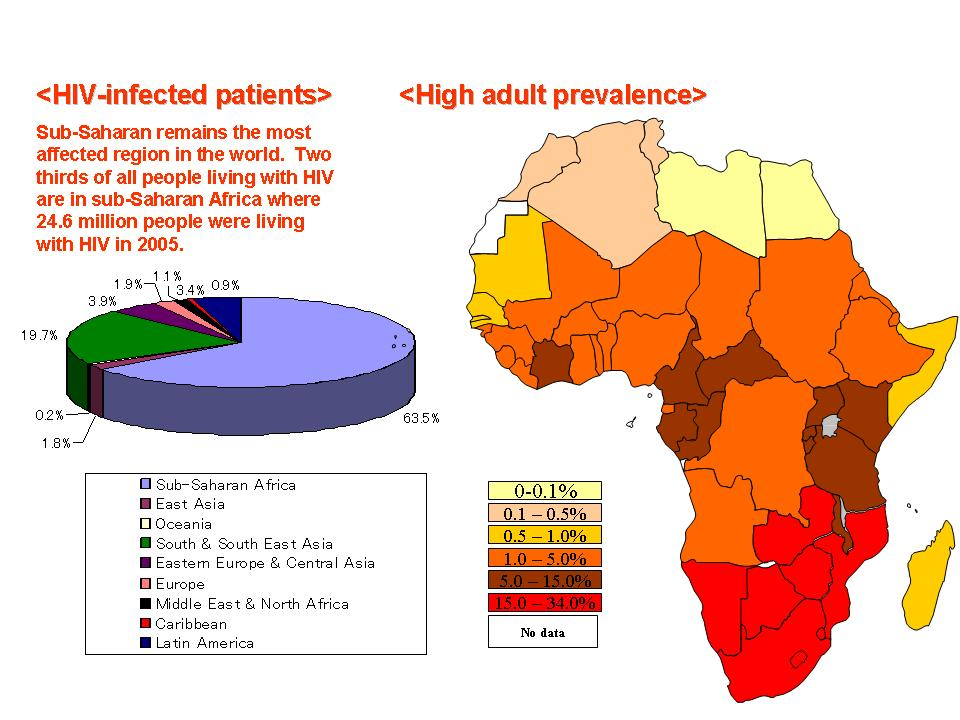 <HIV-infected patients>
Sub-Saharan remains the most
affected region in the world.  Two
thirds of all people living with HIV
are in sub-Saharan Africa where
24.6 million people were living
with HIV in 2005.
1.1%
1.9%
3.4%
0.9%
3.9%
19.7%
0.2%
1.8%
63.5%
Sub-Saharan Africa
East Asia
Oceania
South & South East Asia
Eastern Europe & Central Asia
Europe
Middle East & North Africa
Caribbean
Latin America
<High adult prevalence>
0-0.1%
0.1 – 0.5%
0.5 – 1.0%
1.0 – 5.0%
5.0 – 15.0%
15.0 – 34.0%
No data